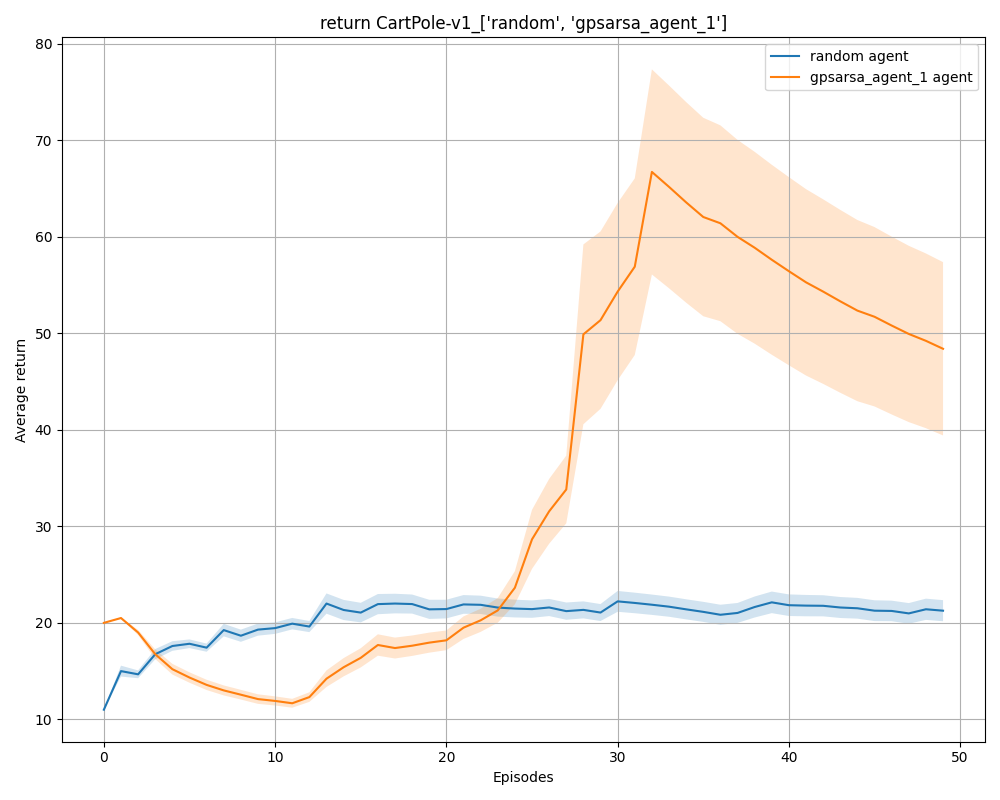 return CartPole-v1_['random', 'gpsarsa_agent_1']
random agent
gpsarsa_agent_1 agent
Average return
80
70
60
50
40
30
20
10
0 10 20 30 40 50
Episodes